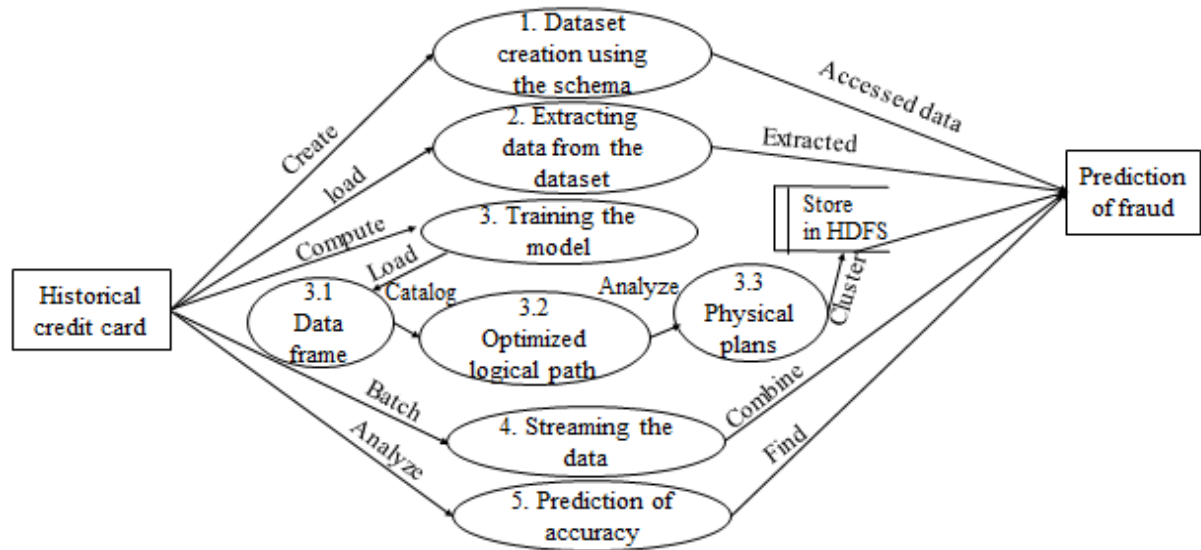 1. Dataset
creation using
the schema
Accessed data
Create
2. Extracting
data from the
dataset
Extracted
load
Prediction
of fraud
Store
in HDFS
3. Training the
model
Compute
Load
Historical
credit card
3.1
Data
frame
Catalog
3.2
Optimized
logical path
Analyze
3.3
Physical
plans
Cluster
Batch
4. Streaming the
data
Combine
Analyze
5. Prediction of
accuracy
Find